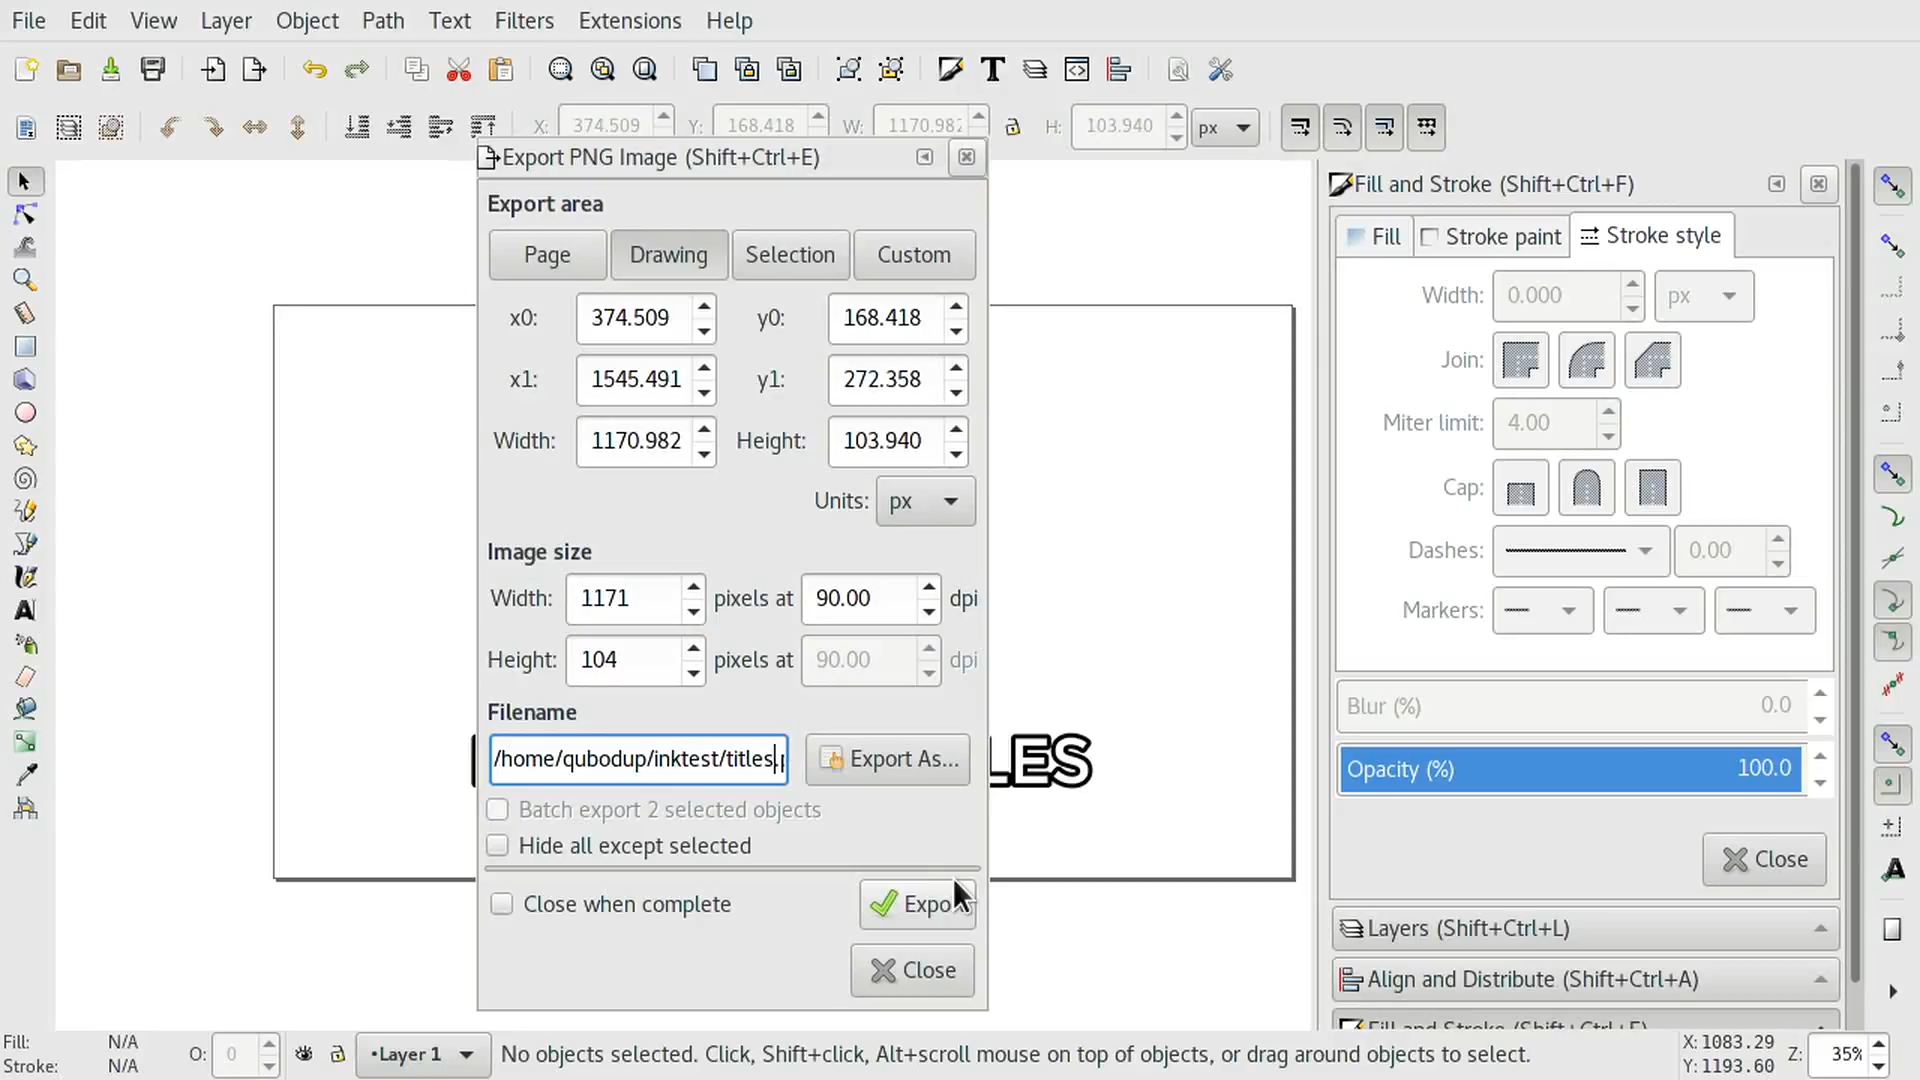 File Edit View Layer Object Path Text Filters Extensions Help
X: 374.509 Y: 168.418 W: 1170.982 H: 103.940 px
Export PNG Image (Shift+Ctrl+E)
Export area
Page Drawing Selection Custom
x0: 374.509 y0: 168.418
x1: 1545.491 y1: 272.358
Width: 1170.982 Height: 103.940
Units: px
Image size
Width: 1171 pixels at 90.00 dpi
Height: 104 pixels at 90.00 dpi
Filename
/home/qubodup/inktest/titles. Export As...
Batch export 2 selected objects
Hide all except selected
Close when complete Expo
Close
LES
Fill and Stroke (Shift+Ctrl+F)
Fill Stroke paint Stroke style
Width: 0.000 px
Join:
Miter limit: 4.00
Cap:
Dashes: 0.00
Markers:
Blur (%) 0.0
Opacity (%) 100.0
Close
Layers (Shift+Ctrl+L)
Align and Distribute (Shift+Ctrl+A)
Fill and Stroke (Shift+Ctrl+F)
Fill: N/A
Stroke: N/A
O: 0 •Layer 1 No objects selected. Click, Shift+click, Alt+scroll mouse on top of objects, or drag around objects to select.
X: 1083.29
Y: 1193.60
Z: 35%